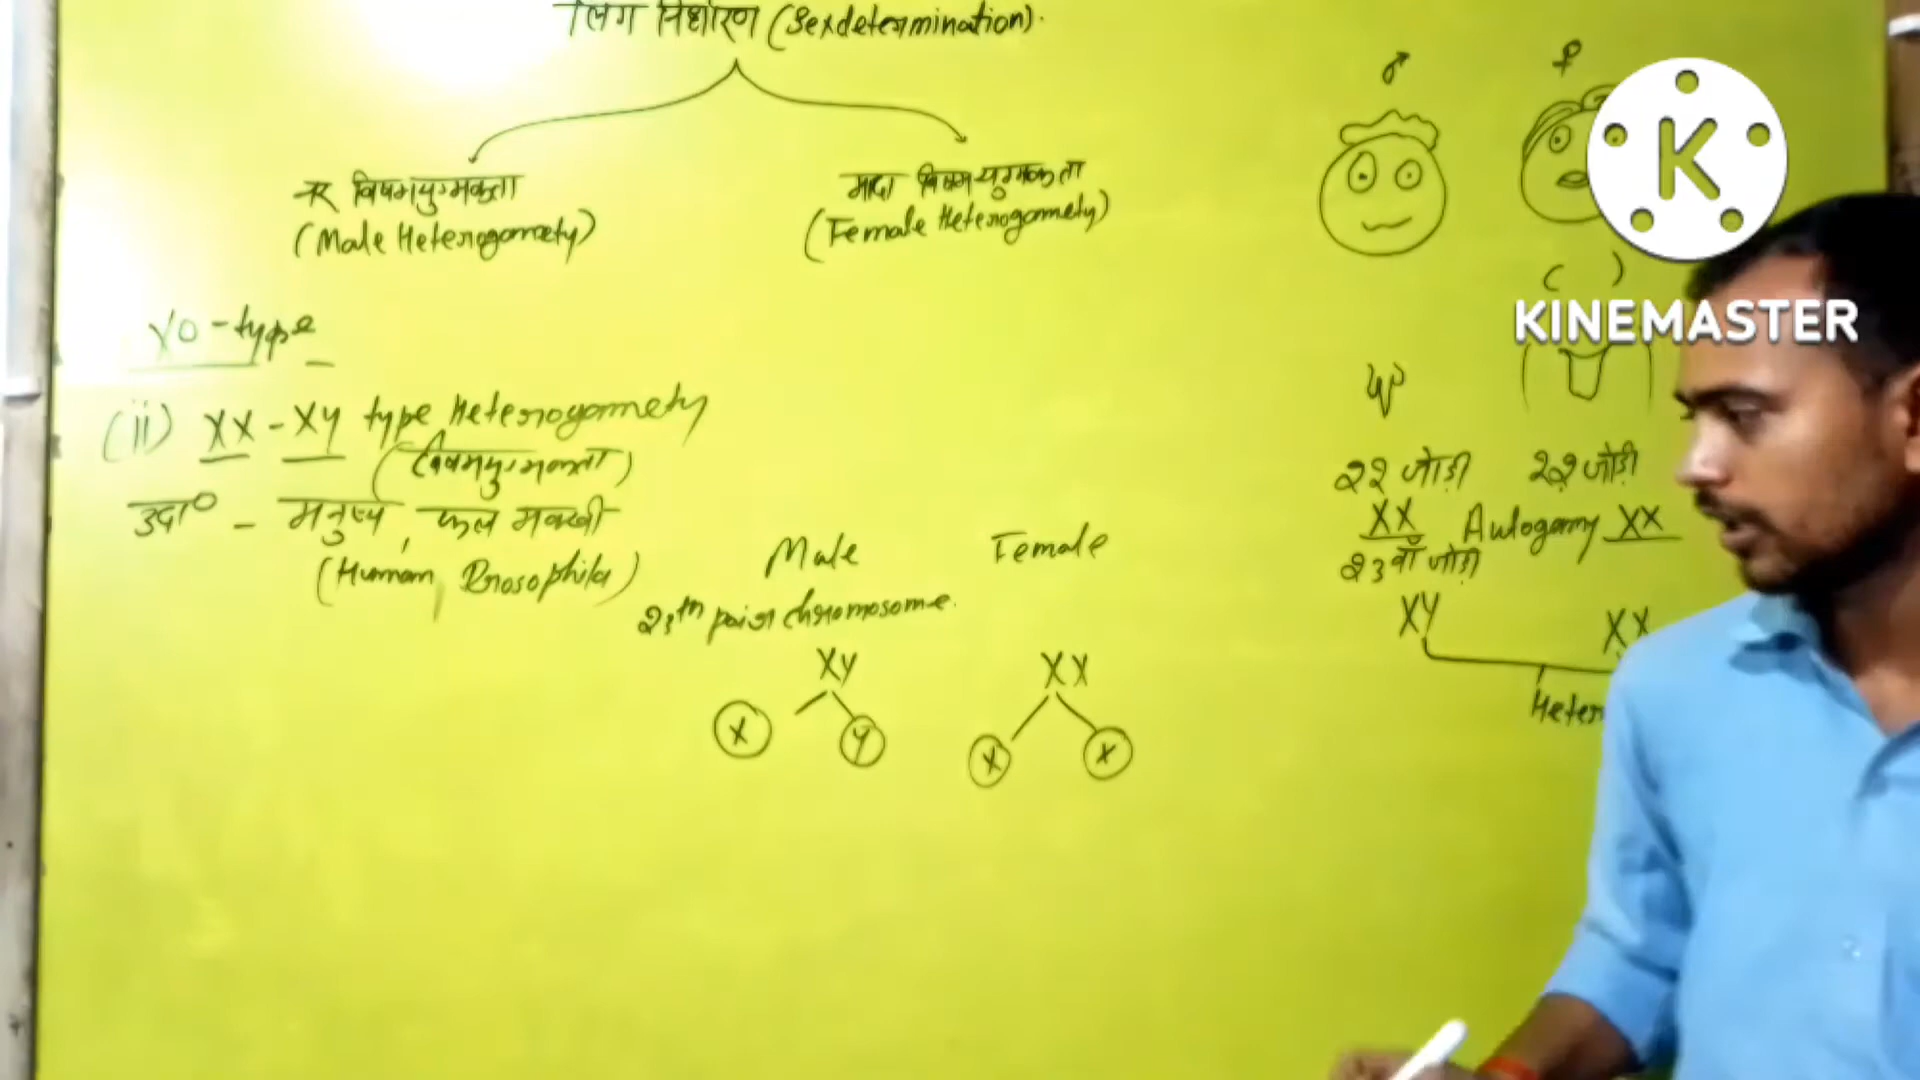 लिंग निर्धारण (Sexdetermination).
नर विषमयुग्मकता
(Male Heterogamety)
मादा विषमयुग्मकता
(Female Heterogamety)
XO-type
(ii) XX - XY type Heterogamety
(विषमयुग्मकता)
उदा० - मनुष्य, फल मक्खी
(Human, Drosophila)
Male Female
23th pair chromosome.
XY XX
X Y X X
♂ ♀
K
KINEMASTER
22 जोड़ी 22 जोड़ी
XX Autogamy XX
23वाँ जोड़ी
XY XX
Heter